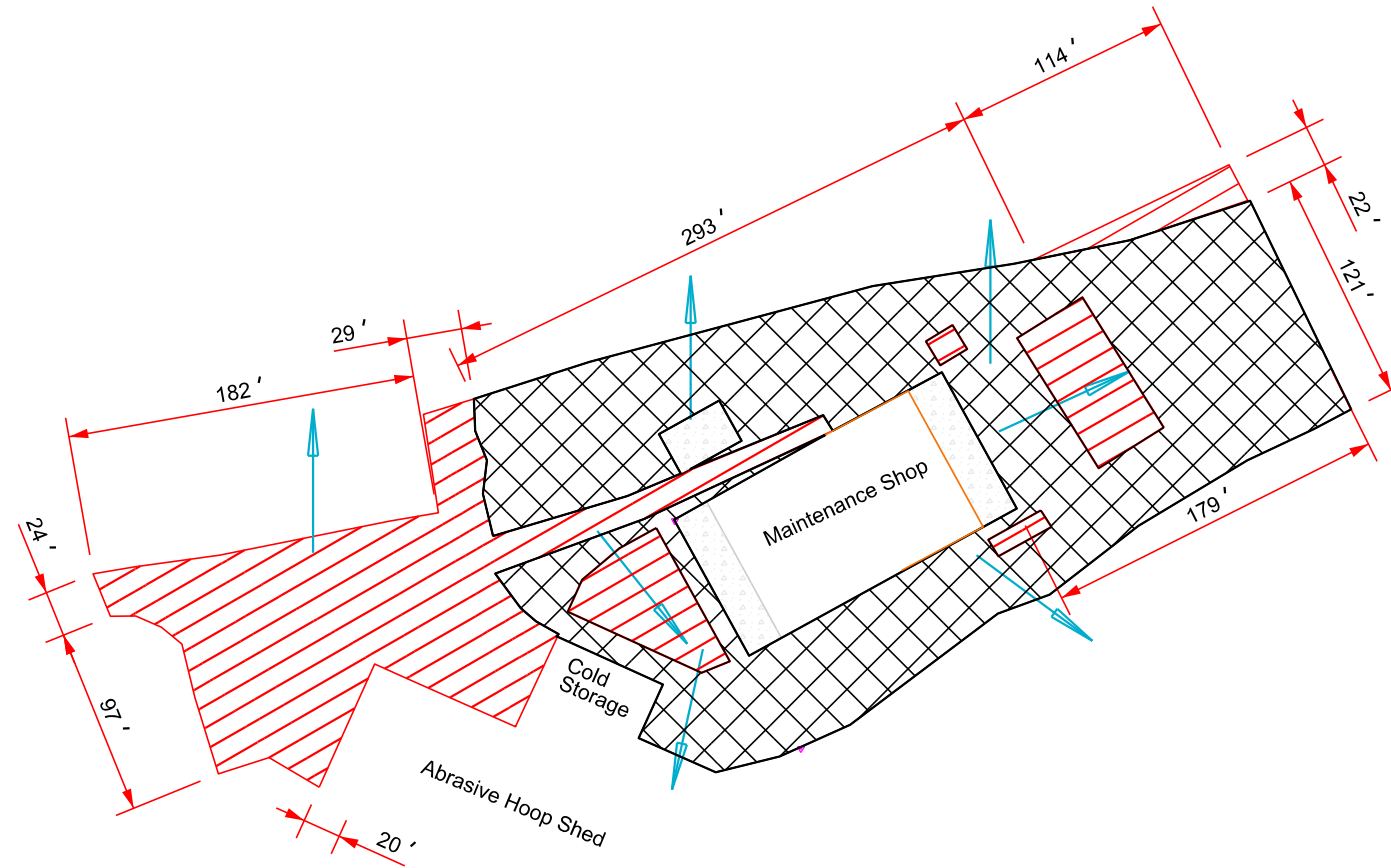 114 '
293 '
22 '
29 '
121'
182 '
Maintenance Shop
179 '
24 '
Cold
Storage
97 '
Abrasive Hoop Shed
20 '